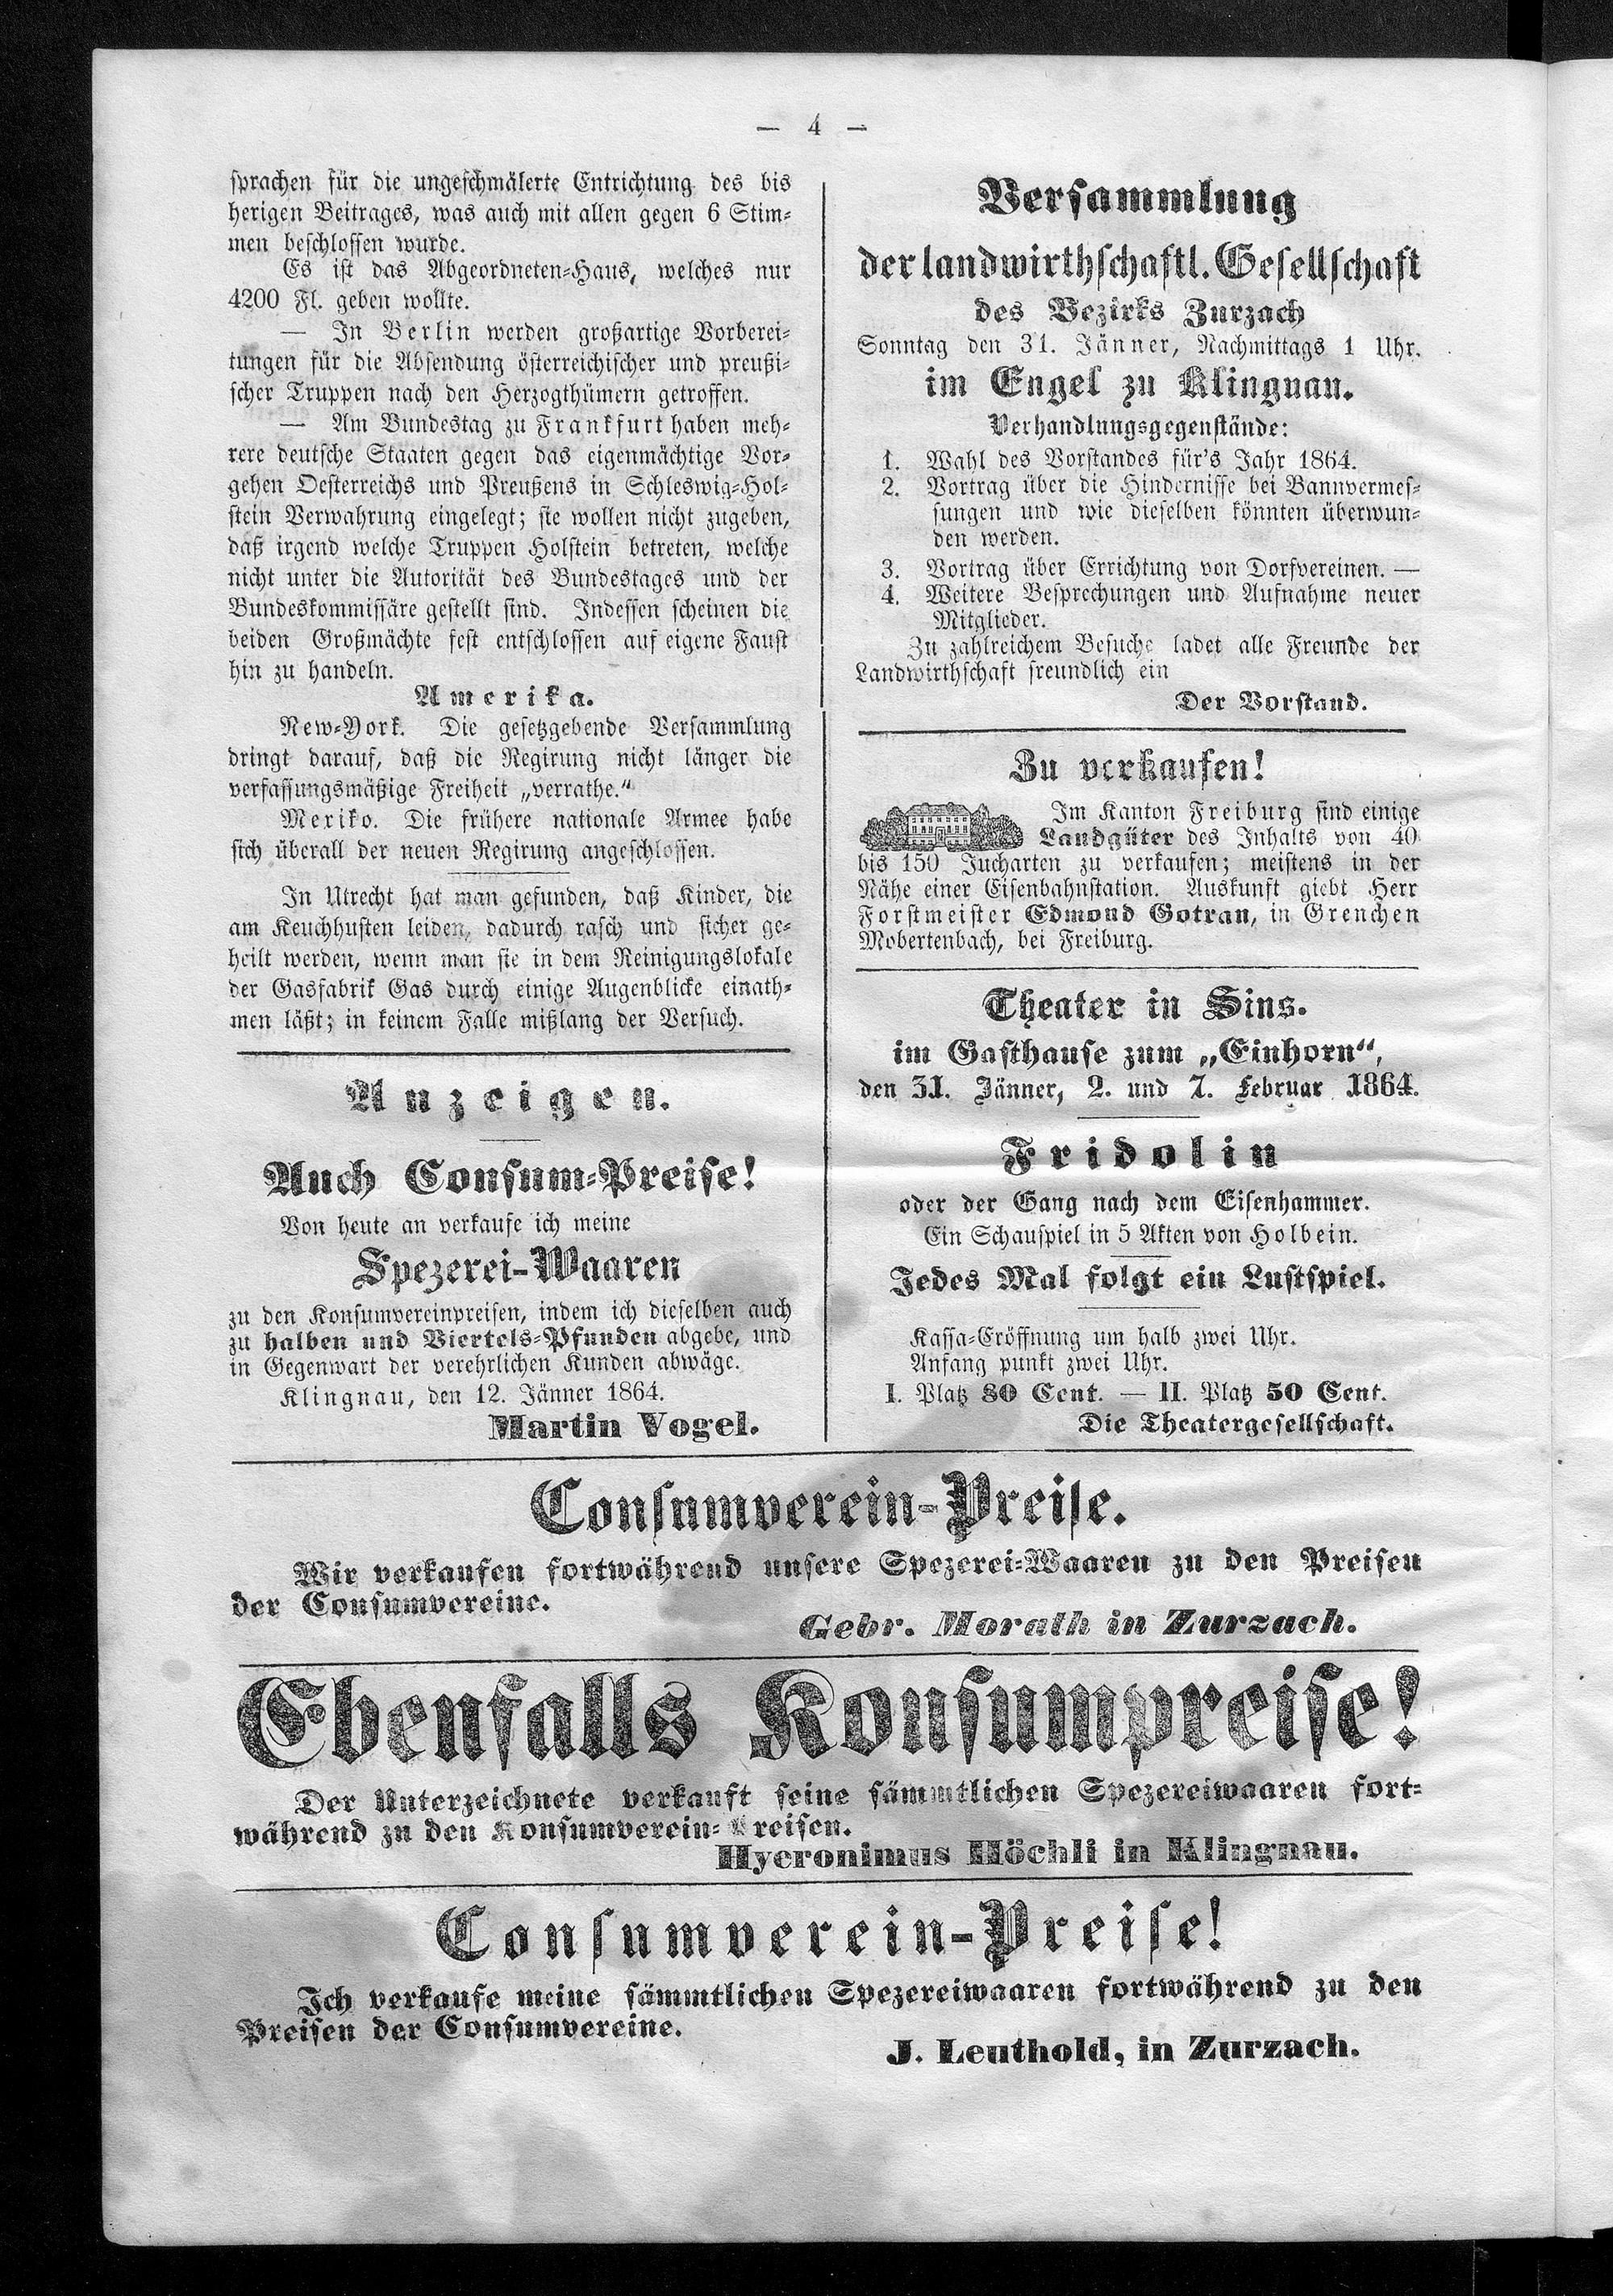 — 4 —
sprachen für die ungeschmälerte Entrichtung des bis
herigen Beitrages, was auch mit allen gegen 6 Stim-
men beschlossen wurde.
Es ist das Abgeordneten-Haus, welches nur
4200 Fl. geben wollte.
— In Berlin werden großartige Vorberei-
tungen für die Absendung österreichischer und preußi-
scher Truppen nach den Herzogthümern getroffen.
— Am Bundestag zu Frankfurt haben meh-
rere deutsche Staaten gegen das eigenmächtige Vor-
gehen Oesterreichs und Preußens in Schleswig-Hol-
stein Verwahrung eingelegt; sie wollen nicht zugeben,
daß irgend welche Truppen Holstein betreten, welche
nicht unter die Autorität des Bundestages und der
Bundeskommissäre gestellt sind. Indessen scheinen die
beiden Großmächte fest entschlossen auf eigene Faust
hin zu handeln.
Amerika.
New-York. Die gesetzgebende Versammlung
dringt darauf, daß die Regirung nicht länger die
verfassungsmäßige Freiheit „verrathe."
Meriko. Die frühere nationale Armee habe
sich überall der neuen Regirung angeschlossen.
In Utrecht hat man gefunden, daß Kinder, die
am Keuchhusten leiden, dadurch rasch und sicher ge-
heilt werden, wenn man sie in dem Reinigungslokale
der Gasfabrik Gas durch einige Augenblicke einath-
men läßt; in keinem Falle mißlang der Versuch.
Anzeigen.
Auch Consum-Preise!
Von heute an verkaufe ich meine
Spezerei-Waaren
zu den Konsumvereinpreisen, indem ich dieselben auch
zu halben und Viertels-Pfunden abgebe, und
in Gegenwart der verehrlichen Kunden abwäge.
Klingnau, den 12. Jänner 1864.
Martin Vogel.
Versammlung
der landwirthschaftl. Gesellschaft
des Bezirks Zurzach
Sonntag den 31. Jänner, Nachmittags 1 Uhr.
im Engel zu Klingnau.
Verhandlungsgegenstände:
1. Wahl des Vorstandes für's Jahr 1864.
2. Vortrag über die Hindernisse bei Bannvermes-
sungen und wie dieselben könnten überwun-
den werden.
3. Vortrag über Errichtung von Dorfvereinen. —
4. Weitere Besprechungen und Aufnahme neuer
Mitglieder.
Zu zahlreichem Besuche ladet alle Freunde der
Landwirthschaft freundlich ein
Der Vorstand.
Zu verkaufen!
Im Kanton Freiburg sind einige
Landgüter des Inhalts von 40
bis 150 Jucharten zu verkaufen; meistens in der
Nähe einer Eisenbahnstation. Auskunft giebt Herr
Forstmeister Edmond Gotrau, in Grenchen
Mobertenbach, bei Freiburg.
Theater in Sins.
im Gasthause zum „Einhorn",
den 31. Jänner, 2. und 7. Februar 1864.
Fridolin
oder der Gang nach dem Eisenhammer.
Ein Schauspiel in 5 Akten von Holbein.
Jedes Mal folgt ein Lustspiel.
Kassa-Eröffnung um halb zwei Uhr.
Anfang punkt zwei Uhr.
I. Platz 80 Cent. — II. Platz 50 Cent.
Die Theatergesellschaft.
Consumverein-Preise.
Wir verkaufen fortwährend unsere Spezerei-Waaren zu den Preisen
der Consumvereine.
Gebr. Morath in Zurzach.
Ebenfalls Konsumpreise!
Der Unterzeichnete verkauft seine sämmtlichen Spezereiwaaren fort-
während zu den Konsumverein-Preisen.
Hyeronimus Höchli in Klingnau.
Consumverein-Preise!
Ich verkaufe meine sämmtlichen Spezereiwaaren fortwährend zu den
Preisen der Consumvereine.
J. Leuthold, in Zurzach.